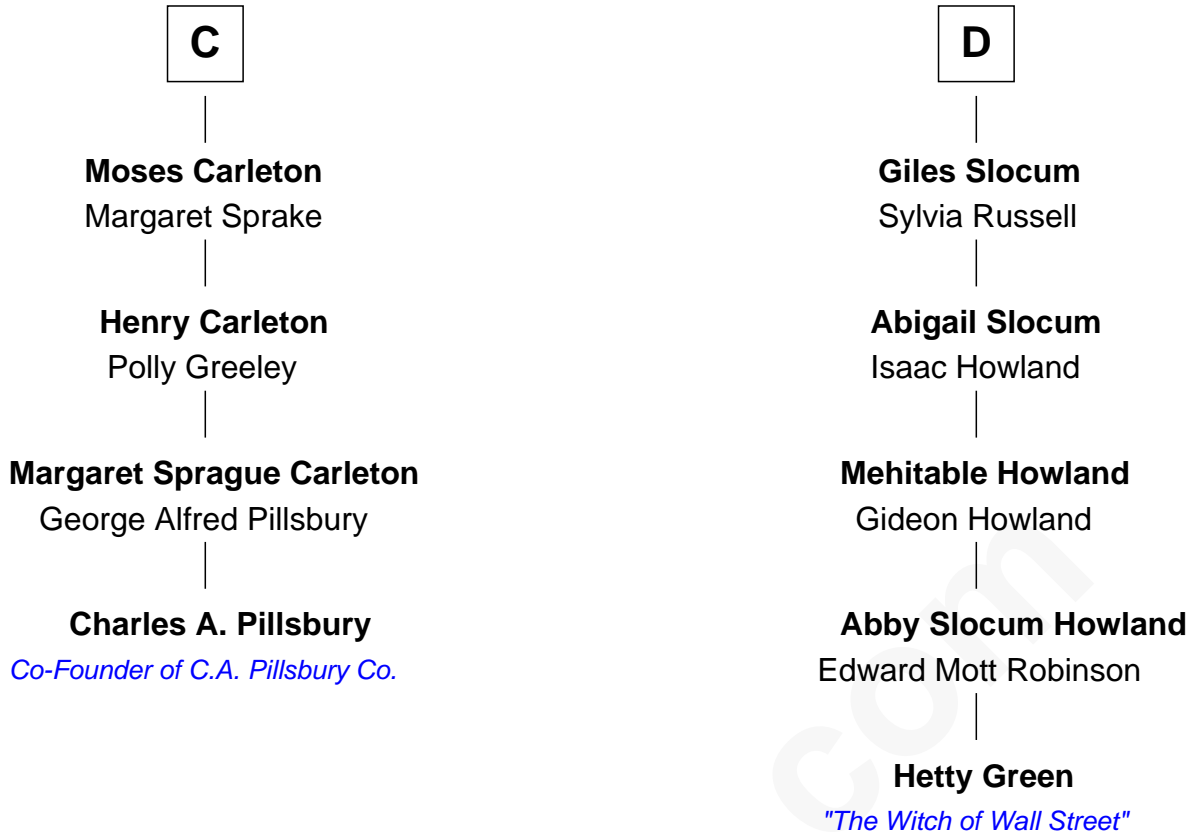 C
Moses Carleton
Margaret Sprake
Henry Carleton
Polly Greeley
Margaret Sprague Carleton
George Alfred Pillsbury
Charles A. Pillsbury
Co-Founder of C.A. Pillsbury Co.
D
Giles Slocum
Sylvia Russell
Abigail Slocum
Isaac Howland
Mehitable Howland
Gideon Howland
Abby Slocum Howland
Edward Mott Robinson
Hetty Green
"The Witch of Wall Street"
com